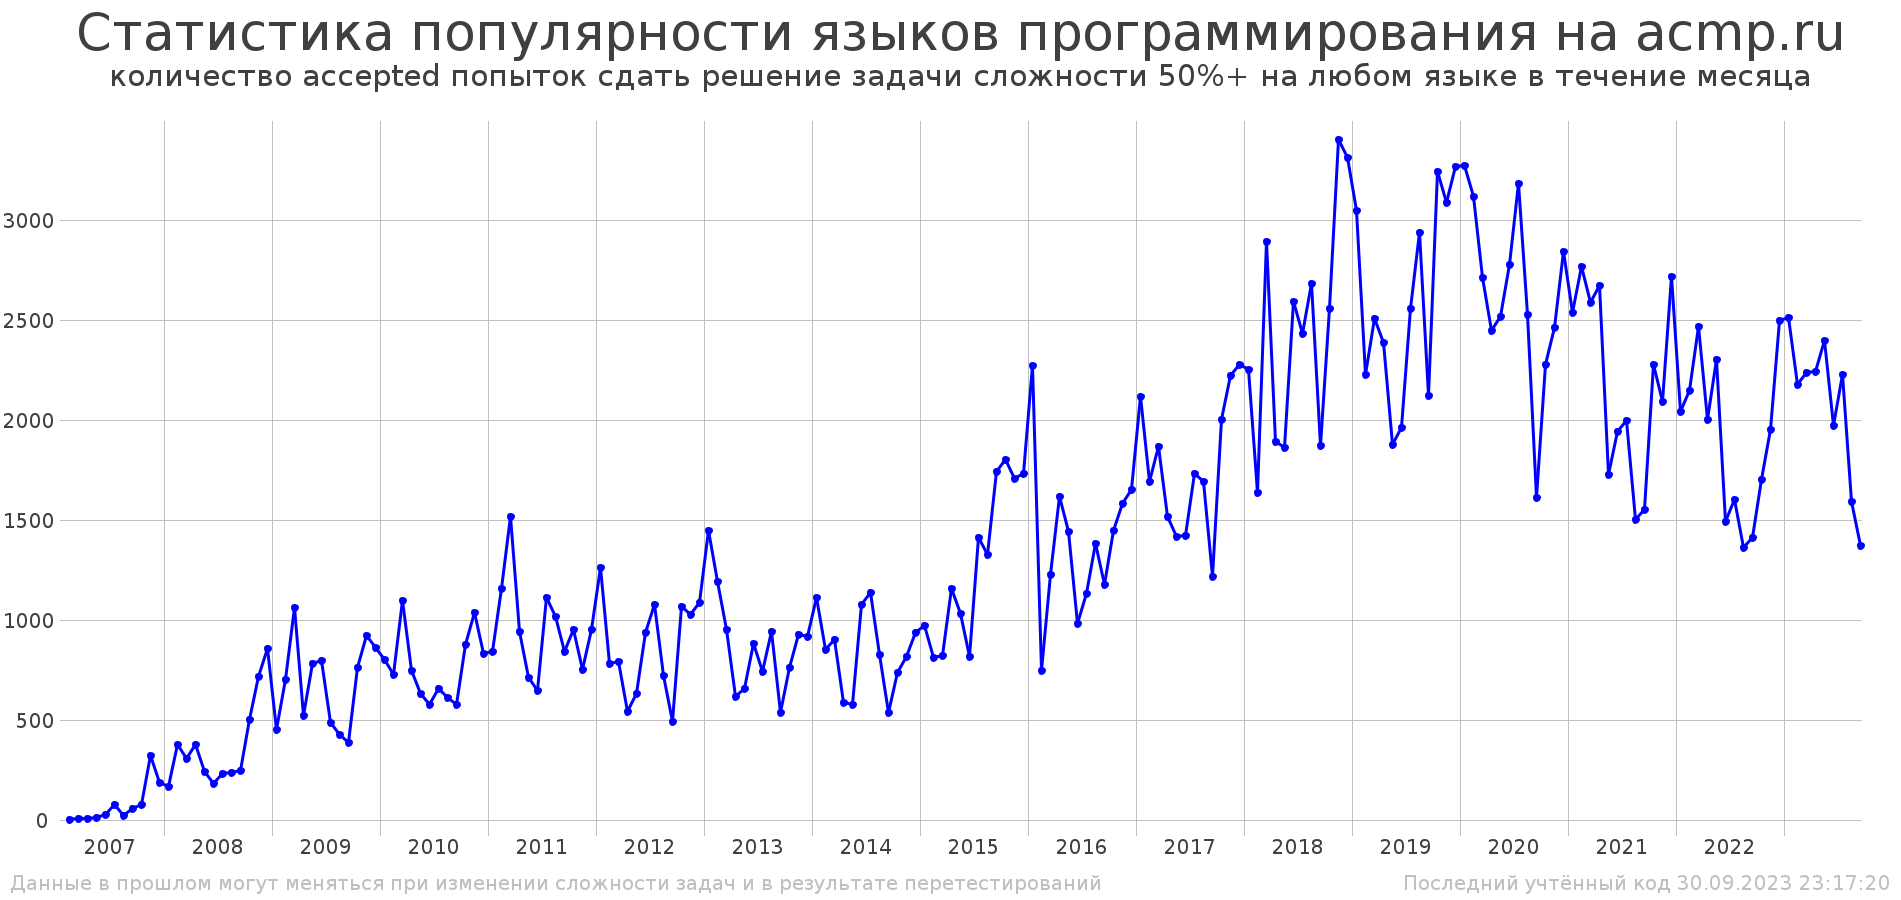 Статистика популярности языков программирования на acmp.ru
количество accepted попыток сдать решение задачи сложности 50%+ на любом языке в течение месяца
3000
2500
2000
1500
1000
500
0
2007 2008 2009 2010 2011 2012 2013 2014 2015 2016 2017 2018 2019 2020 2021 2022
Данные в прошлом могут меняться при изменении сложности задач и в результате перетестирований
Последний учтённый код 30.09.2023 23:17:20